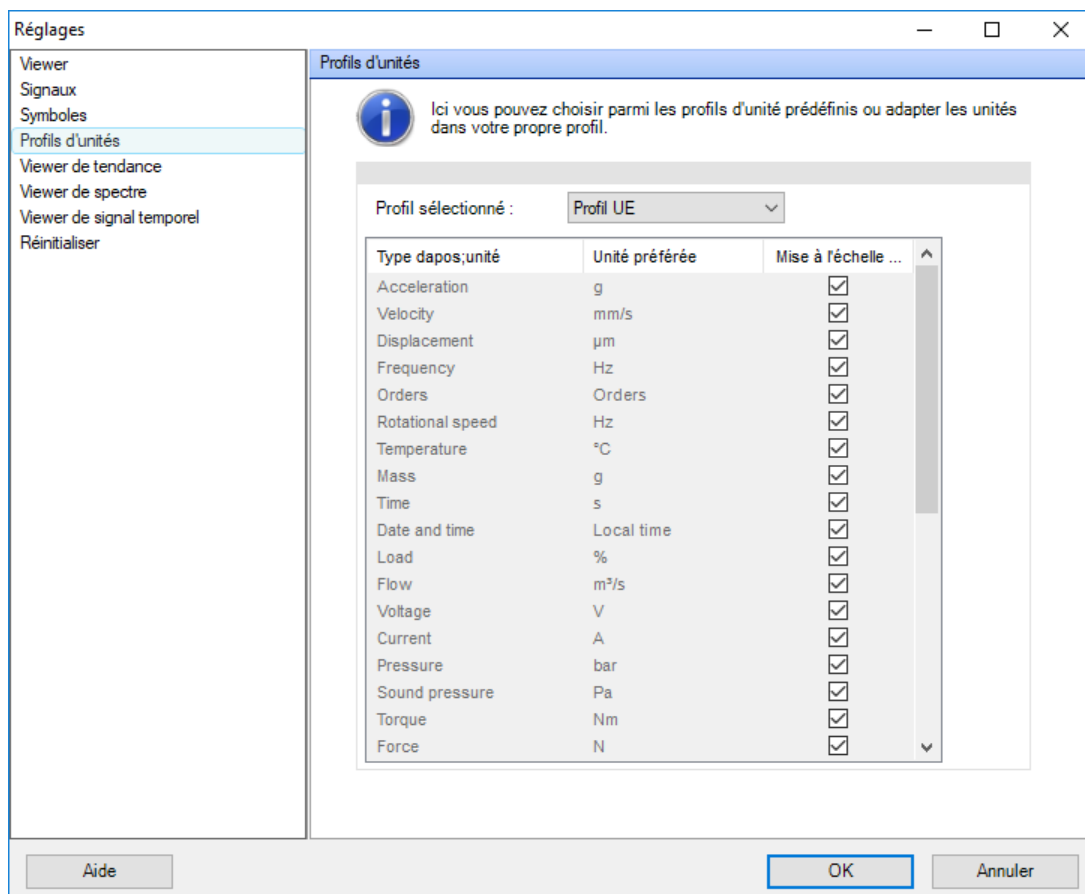 Réglages
Viewer
Signaux
Symboles
Profils d'unités
Viewer de tendance
Viewer de spectre
Viewer de signal temporel
Réinitialiser
Profils d'unités
Ici vous pouvez choisir parmi les profils d'unité prédéfinis ou adapter les unités
dans votre propre profil.
Profil sélectionné : Profil UE
Type dapos;unité Unité préférée Mise à l'échelle ...
Acceleration g
Velocity mm/s
Displacement µm
Frequency Hz
Orders Orders
Rotational speed Hz
Temperature °C
Mass g
Time s
Date and time Local time
Load %
Flow m³/s
Voltage V
Current A
Pressure bar
Sound pressure Pa
Torque Nm
Force N
Aide OK Annuler